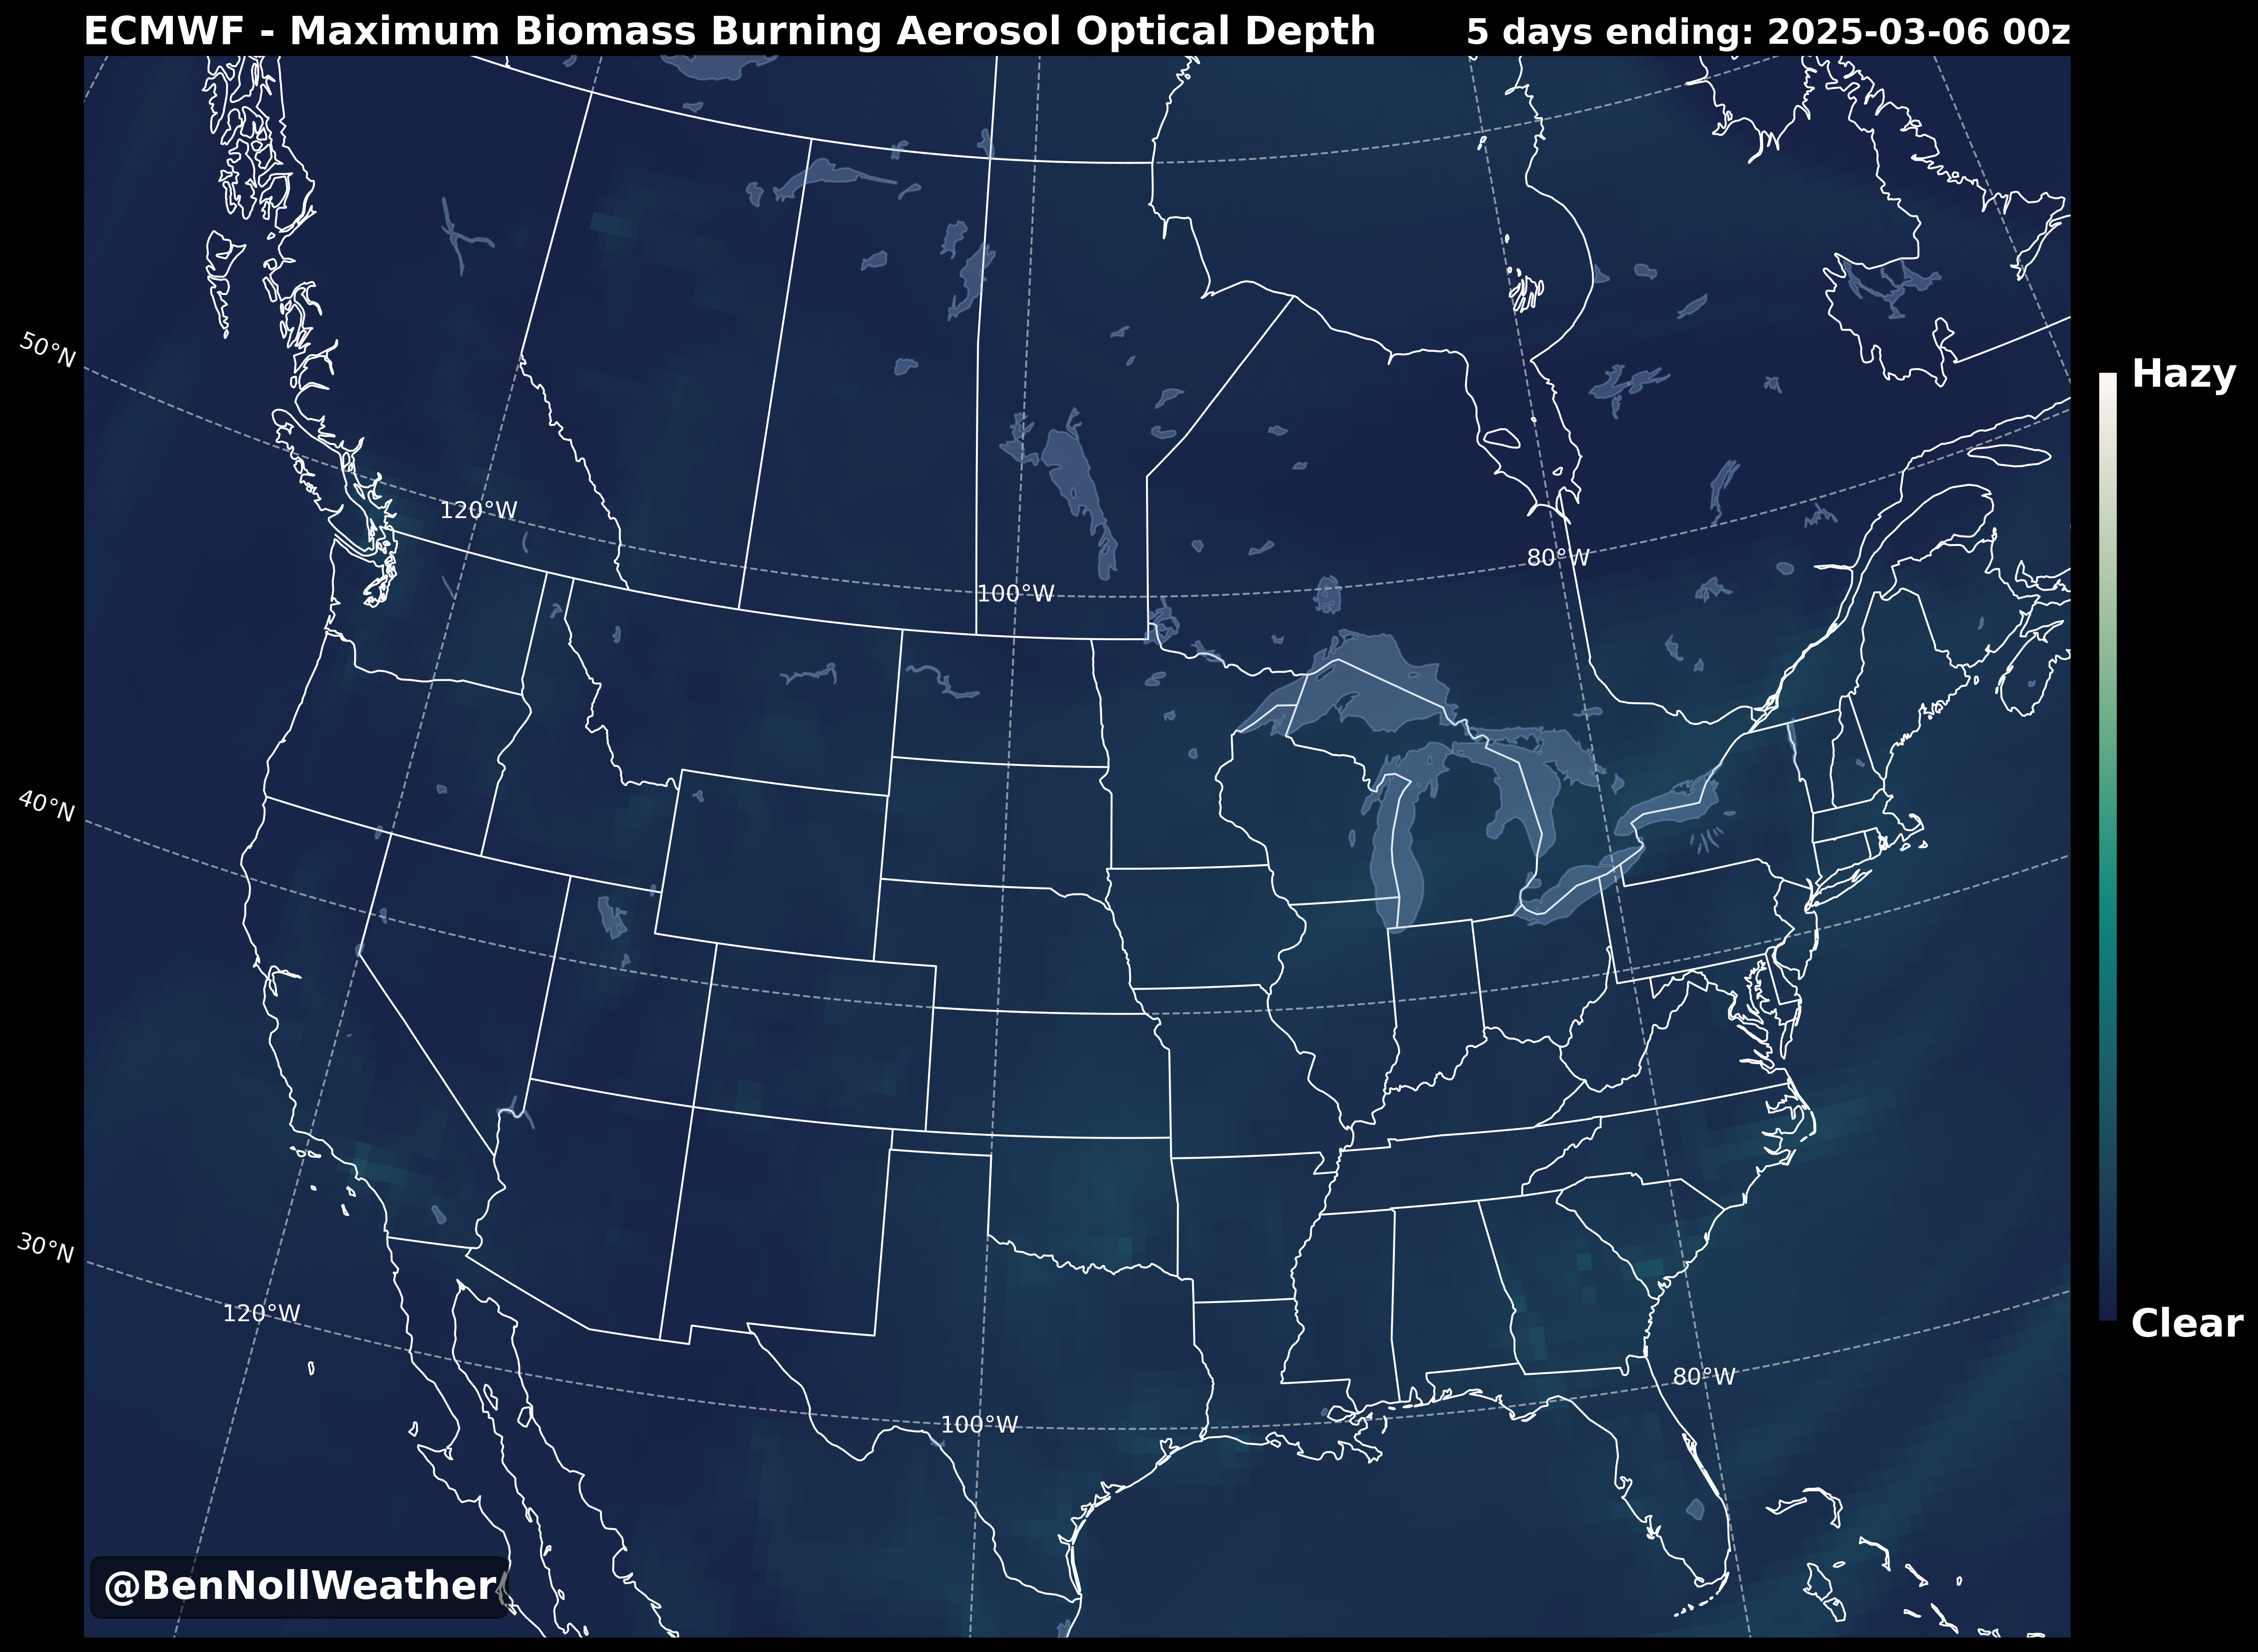 ECMWF - Maximum Biomass Burning Aerosol Optical Depth
5 days ending: 2025-03-06 00z
50°N
Hazy
120°W
80°W
100°W
40°N
30°N
120°W
Clear
80°W
100°W
@BenNollWeather